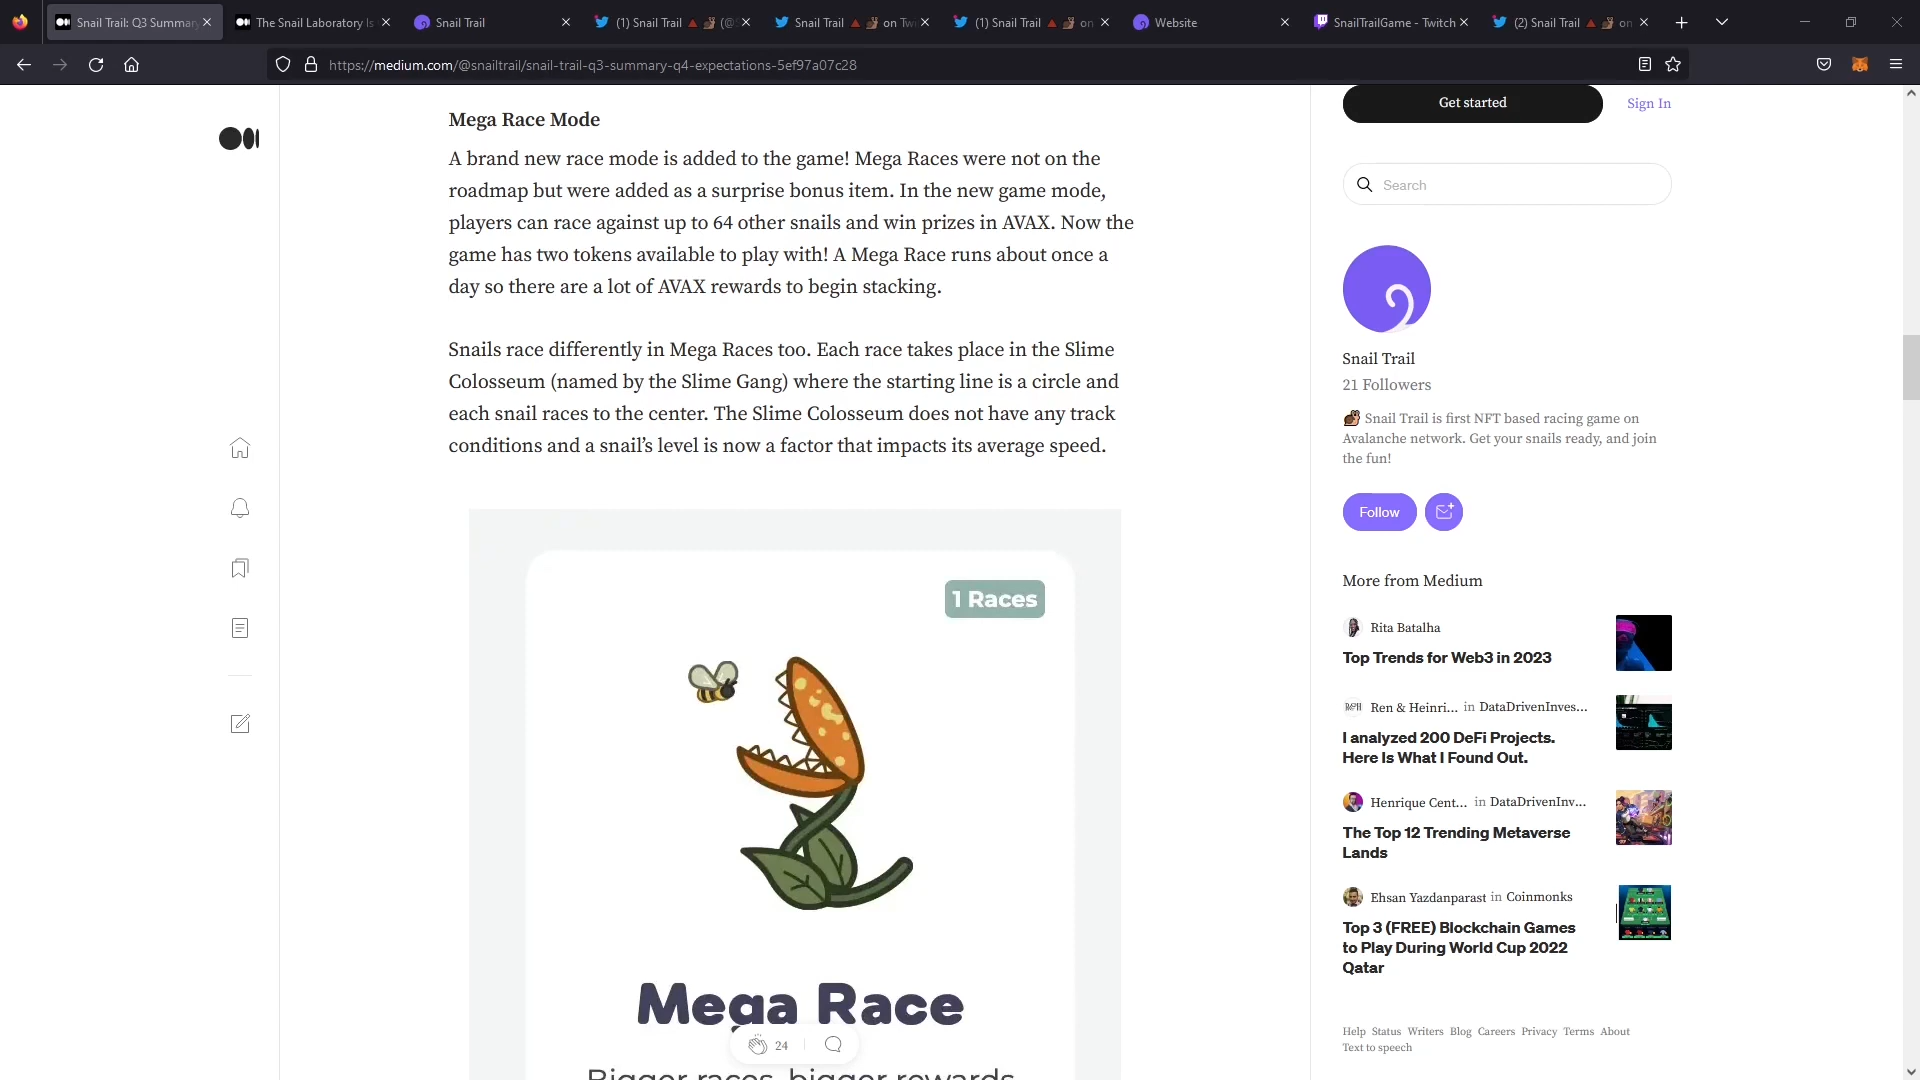 Snail Trail: Q3 Summar
The Snail Laboratory Is
Snail Trail
(1) Snail Trail
Snail Trail
on Tw
(1) Snail Trail
on
Website
SnailTrailGame - Twitch
(2) Snail Trail
on
https://medium.com/@snailtrail/snail-trail-q3-summary-q4-expectations-5ef97a07c28
Mega Race Mode
A brand new race mode is added to the game! Mega Races were not on the
roadmap but were added as a surprise bonus item. In the new game mode,
players can race against up to 64 other snails and win prizes in AVAX. Now the
game has two tokens available to play with! A Mega Race runs about once a
day so there are a lot of AVAX rewards to begin stacking.
Snails race differently in Mega Races too. Each race takes place in the Slime
Colosseum (named by the Slime Gang) where the starting line is a circle and
each snail races to the center. The Slime Colosseum does not have any track
conditions and a snail’s level is now a factor that impacts its average speed.
1 Races
Mega Race
24
Bigger races, bigger rewards
Get started
Sign In
Search
Snail Trail
21 Followers
Snail Trail is first NFT based racing game on
Avalanche network. Get your snails ready, and join
the fun!
Follow
More from Medium
Rita Batalha
Top Trends for Web3 in 2023
Ren & Heinri... in DataDrivenInves...
I analyzed 200 DeFi Projects.
Here Is What I Found Out.
Henrique Cent... in DataDrivenInv...
The Top 12 Trending Metaverse
Lands
Ehsan Yazdanparast in Coinmonks
Top 3 (FREE) Blockchain Games
to Play During World Cup 2022
Qatar
Help Status Writers Blog Careers Privacy Terms About
Text to speech